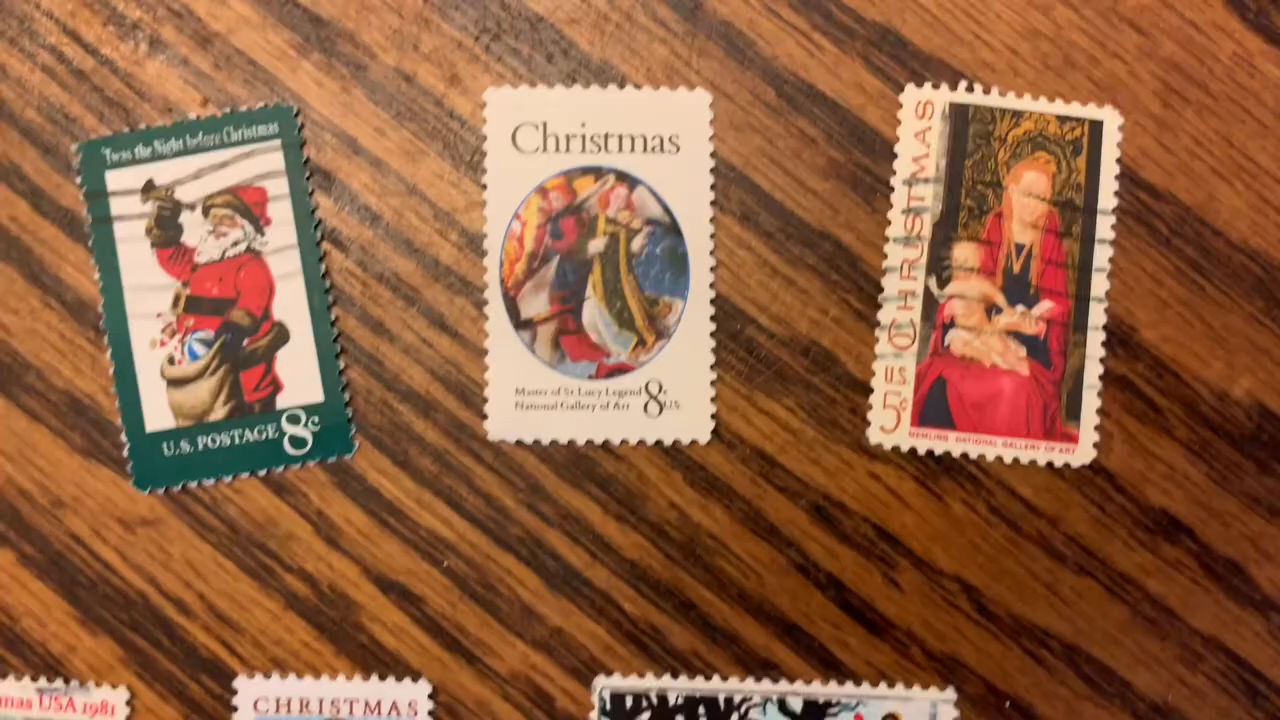 'Twas the Night before Christmas
U.S. POSTAGE 8c
Christmas
Master of St. Lucy Legend
National Gallery of Art
8c U.S.
CHRISTMAS
U.S.
5c
MEMLING · NATIONAL GALLERY OF ART
mas USA 1981
CHRISTMAS